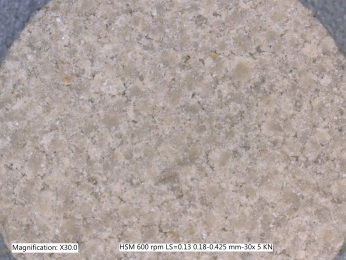 Magnification: X30.0
HSM 600 rpm LS=0.13 0.18-0.425 mm-30x 5 KN